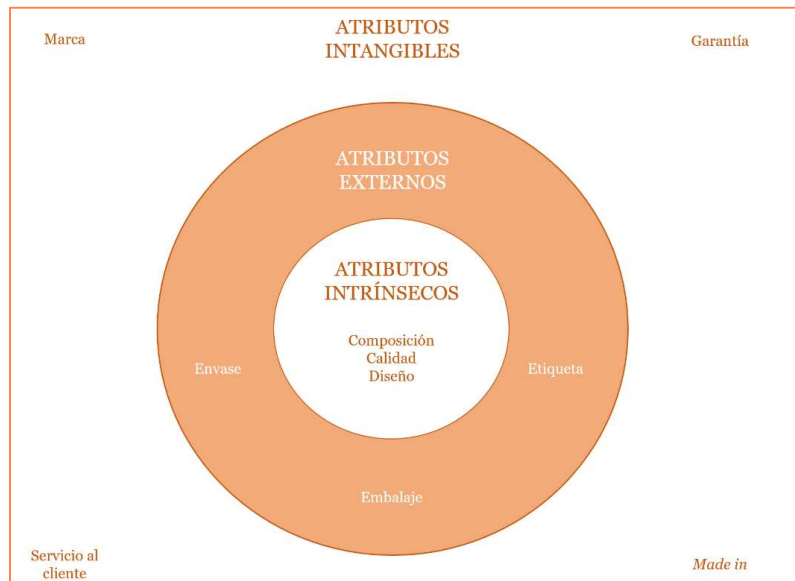 Marca
ATRIBUTOS
INTANGIBLES
Garantía
ATRIBUTOS
EXTERNOS
ATRIBUTOS
INTRÍNSECOS
Composición
Calidad
Diseño
Envase
Etiqueta
Embalaje
Servicio al
cliente
Made in